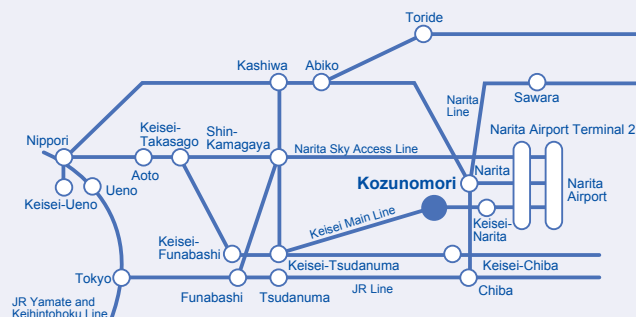 Toride
Kashiwa
Abiko
Narita
Line
Sawara
Keisei-
Takasago
Shin-
Kamagaya
Nippori
Narita Sky Access Line
Narita Airport Terminal 2
Aoto
Kozunomori
Narita
Narita
Airport
Ueno
Keisei-Ueno
Keisei Main Line
Keisei-
Narita
Keisei-
Funabashi
Keisei-Tsudanuma
Keisei-Chiba
Tokyo
Funabashi
Tsudanuma
JR Line
Chiba
JR Yamate and
Keihintohoku Line